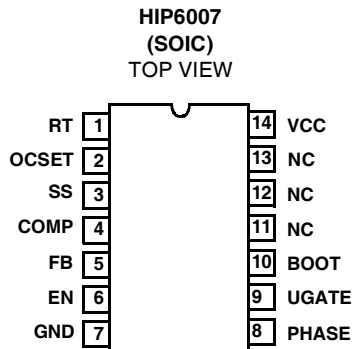 HIP6007
(SOIC)
TOP VIEW
RT 1 14 VCC
OCSET 2 13 NC
SS 3 12 NC
COMP 4 11 NC
FB 5 10 BOOT
EN 6 9 UGATE
GND 7 8 PHASE